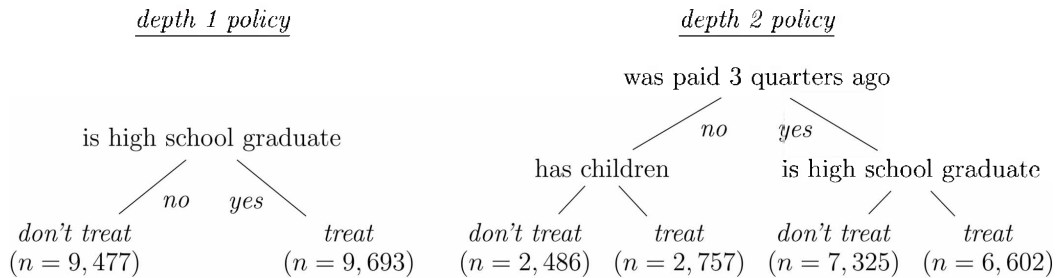 depth 1 policy
is high school graduate
no yes
don't treat treat
(n = 9, 477) (n = 9, 693)
depth 2 policy
was paid 3 quarters ago
no yes
has children is high school graduate
don't treat treat don't treat treat
(n = 2, 486) (n = 2, 757) (n = 7, 325) (n = 6, 602)